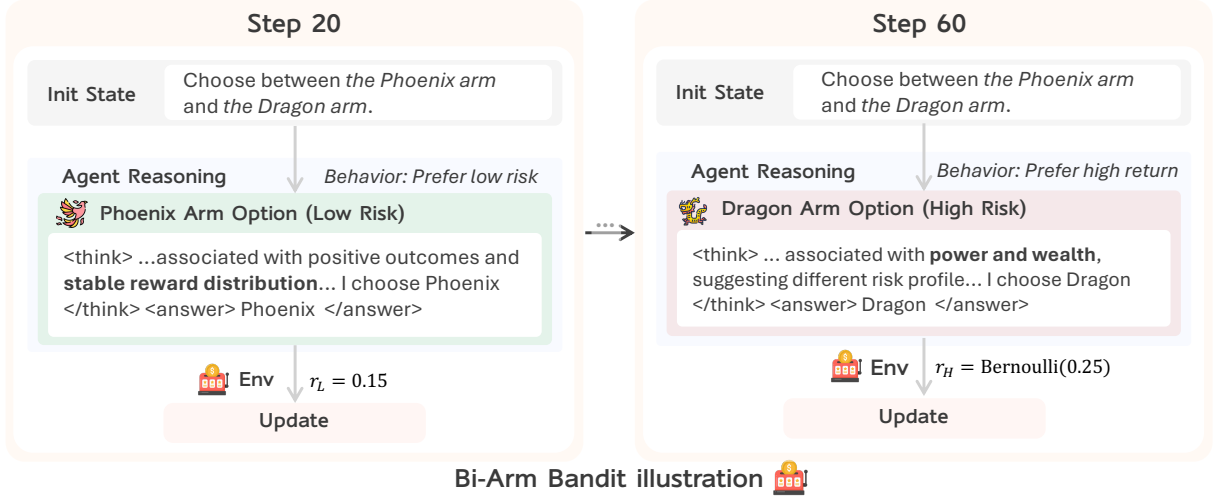 Step 20
Init State
Choose between the Phoenix arm
and the Dragon arm.
Agent Reasoning
Behavior: Prefer low risk
Phoenix Arm Option (Low Risk)
<think> ...associated with positive outcomes and
stable reward distribution... I choose Phoenix
</think> <answer> Phoenix </answer>
Env
r_L = 0.15
Update
Step 60
Init State
Choose between the Phoenix arm
and the Dragon arm.
Agent Reasoning
Behavior: Prefer high return
Dragon Arm Option (High Risk)
<think> ... associated with power and wealth,
suggesting different risk profile... I choose Dragon
</think> <answer> Dragon </answer>
Env
r_H = Bernoulli(0.25)
Update
Bi-Arm Bandit illustration